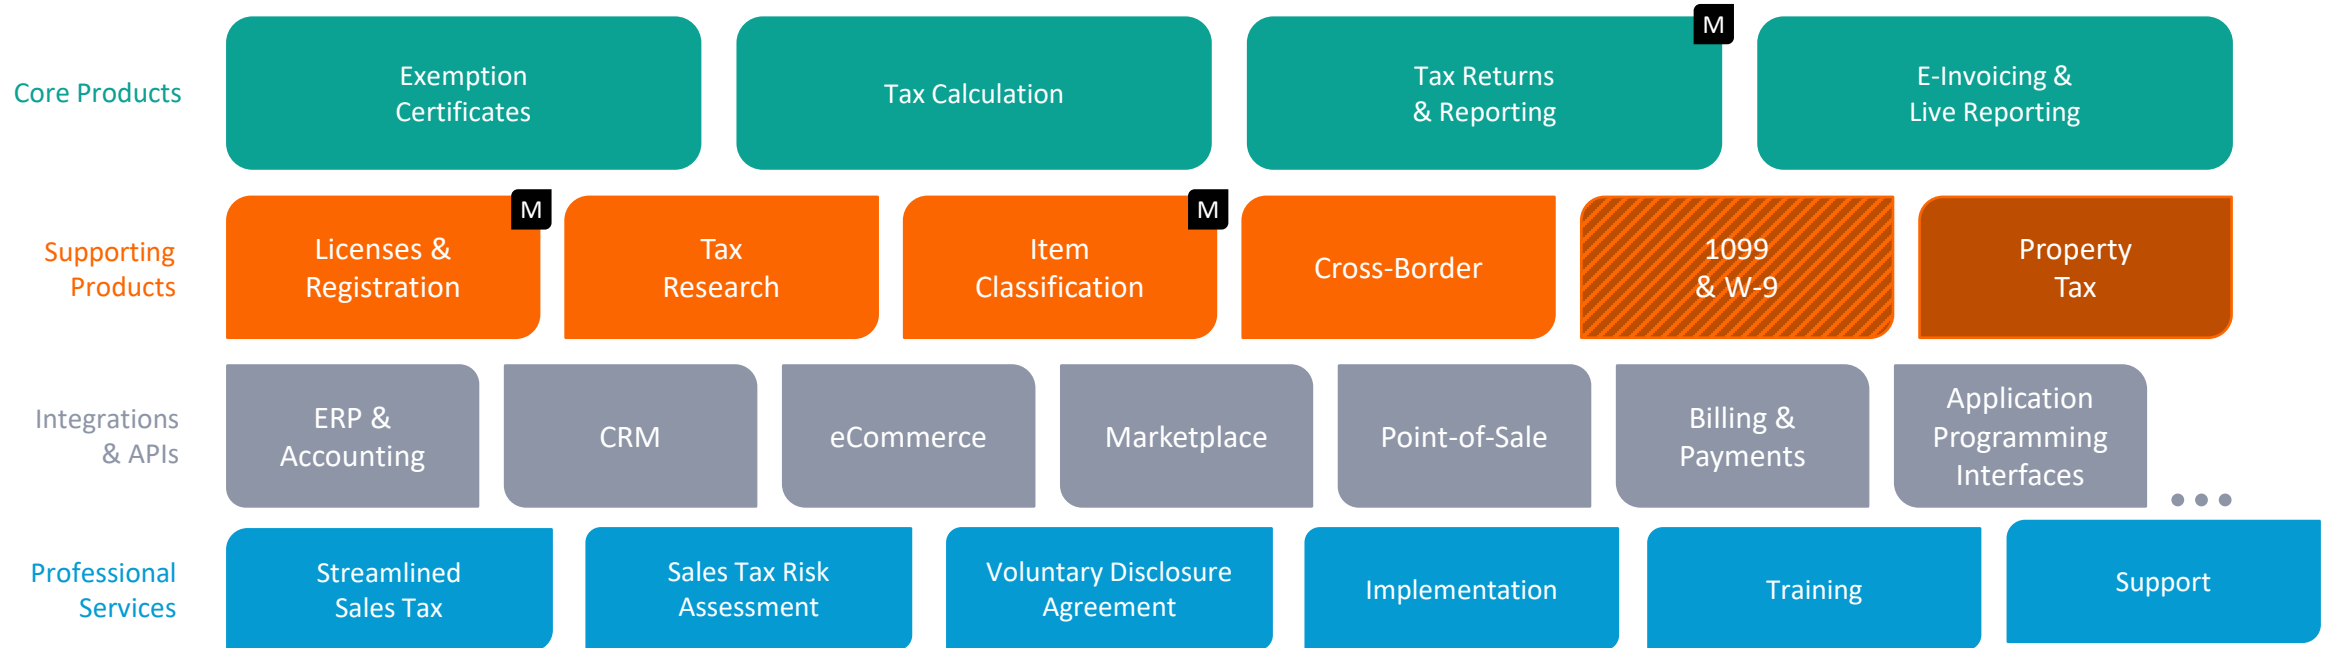 Core Products
Exemption
Certificates
Tax Calculation
M
Tax Returns
& Reporting
E-Invoicing &
Live Reporting
Supporting
Products
M
Licenses &
Registration
Tax
Research
M
Item
Classification
Cross-Border
1099
& W-9
Property
Tax
Integrations
& APIs
ERP &
Accounting
CRM
eCommerce
Marketplace
Point-of-Sale
Billing &
Payments
Application
Programming
Interfaces
...
Professional
Services
Streamlined
Sales Tax
Sales Tax Risk
Assessment
Voluntary Disclosure
Agreement
Implementation
Training
Support